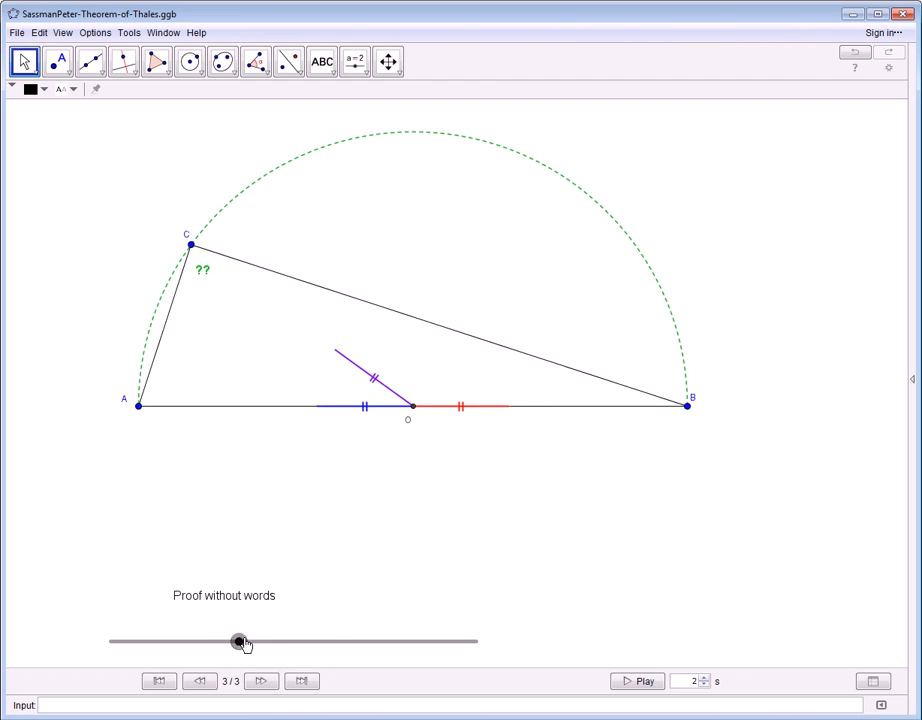 SassmanPeter-Theorem-of-Thales.ggb
File Edit View Options Tools Window Help Sign in...
A ABC a=2
AA
C
??
A B
O
Proof without words
3 / 3 Play 2 s
Input: